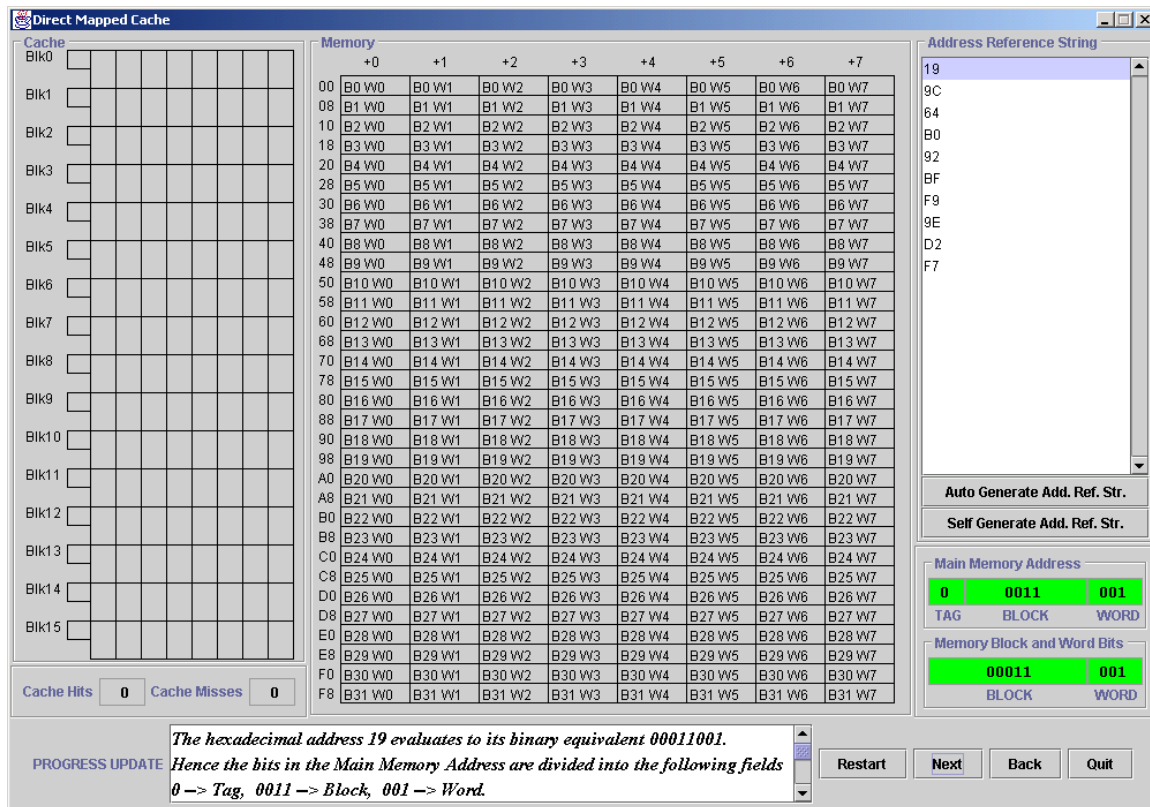 Direct Mapped Cache
Cache
Blk0
Blk1
Blk2
Blk3
Blk4
Blk5
Blk6
Blk7
Blk8
Blk9
Blk10
Blk11
Blk12
Blk13
Blk14
Blk15
Cache Hits 0 Cache Misses 0
Memory
+0 +1 +2 +3 +4 +5 +6 +7
00 B0 W0 B0 W1 B0 W2 B0 W3 B0 W4 B0 W5 B0 W6 B0 W7
08 B1 W0 B1 W1 B1 W2 B1 W3 B1 W4 B1 W5 B1 W6 B1 W7
10 B2 W0 B2 W1 B2 W2 B2 W3 B2 W4 B2 W5 B2 W6 B2 W7
18 B3 W0 B3 W1 B3 W2 B3 W3 B3 W4 B3 W5 B3 W6 B3 W7
20 B4 W0 B4 W1 B4 W2 B4 W3 B4 W4 B4 W5 B4 W6 B4 W7
28 B5 W0 B5 W1 B5 W2 B5 W3 B5 W4 B5 W5 B5 W6 B5 W7
30 B6 W0 B6 W1 B6 W2 B6 W3 B6 W4 B6 W5 B6 W6 B6 W7
38 B7 W0 B7 W1 B7 W2 B7 W3 B7 W4 B7 W5 B7 W6 B7 W7
40 B8 W0 B8 W1 B8 W2 B8 W3 B8 W4 B8 W5 B8 W6 B8 W7
48 B9 W0 B9 W1 B9 W2 B9 W3 B9 W4 B9 W5 B9 W6 B9 W7
50 B10 W0 B10 W1 B10 W2 B10 W3 B10 W4 B10 W5 B10 W6 B10 W7
58 B11 W0 B11 W1 B11 W2 B11 W3 B11 W4 B11 W5 B11 W6 B11 W7
60 B12 W0 B12 W1 B12 W2 B12 W3 B12 W4 B12 W5 B12 W6 B12 W7
68 B13 W0 B13 W1 B13 W2 B13 W3 B13 W4 B13 W5 B13 W6 B13 W7
70 B14 W0 B14 W1 B14 W2 B14 W3 B14 W4 B14 W5 B14 W6 B14 W7
78 B15 W0 B15 W1 B15 W2 B15 W3 B15 W4 B15 W5 B15 W6 B15 W7
80 B16 W0 B16 W1 B16 W2 B16 W3 B16 W4 B16 W5 B16 W6 B16 W7
88 B17 W0 B17 W1 B17 W2 B17 W3 B17 W4 B17 W5 B17 W6 B17 W7
90 B18 W0 B18 W1 B18 W2 B18 W3 B18 W4 B18 W5 B18 W6 B18 W7
98 B19 W0 B19 W1 B19 W2 B19 W3 B19 W4 B19 W5 B19 W6 B19 W7
A0 B20 W0 B20 W1 B20 W2 B20 W3 B20 W4 B20 W5 B20 W6 B20 W7
A8 B21 W0 B21 W1 B21 W2 B21 W3 B21 W4 B21 W5 B21 W6 B21 W7
B0 B22 W0 B22 W1 B22 W2 B22 W3 B22 W4 B22 W5 B22 W6 B22 W7
B8 B23 W0 B23 W1 B23 W2 B23 W3 B23 W4 B23 W5 B23 W6 B23 W7
C0 B24 W0 B24 W1 B24 W2 B24 W3 B24 W4 B24 W5 B24 W6 B24 W7
C8 B25 W0 B25 W1 B25 W2 B25 W3 B25 W4 B25 W5 B25 W6 B25 W7
D0 B26 W0 B26 W1 B26 W2 B26 W3 B26 W4 B26 W5 B26 W6 B26 W7
D8 B27 W0 B27 W1 B27 W2 B27 W3 B27 W4 B27 W5 B27 W6 B27 W7
E0 B28 W0 B28 W1 B28 W2 B28 W3 B28 W4 B28 W5 B28 W6 B28 W7
E8 B29 W0 B29 W1 B29 W2 B29 W3 B29 W4 B29 W5 B29 W6 B29 W7
F0 B30 W0 B30 W1 B30 W2 B30 W3 B30 W4 B30 W5 B30 W6 B30 W7
F8 B31 W0 B31 W1 B31 W2 B31 W3 B31 W4 B31 W5 B31 W6 B31 W7
Address Reference String
19
9C
64
B0
92
BF
F9
9E
D2
F7
Auto Generate Add. Ref. Str.
Self Generate Add. Ref. Str.
Main Memory Address
0 0011 001
TAG BLOCK WORD
Memory Block and Word Bits
00011 001
BLOCK WORD
PROGRESS UPDATE
The hexadecimal address 19 evaluates to its binary equivalent 00011001.
Hence the bits in the Main Memory Address are divided into the following fields
0 --> Tag, 0011 --> Block, 001 --> Word.
Restart Next Back Quit